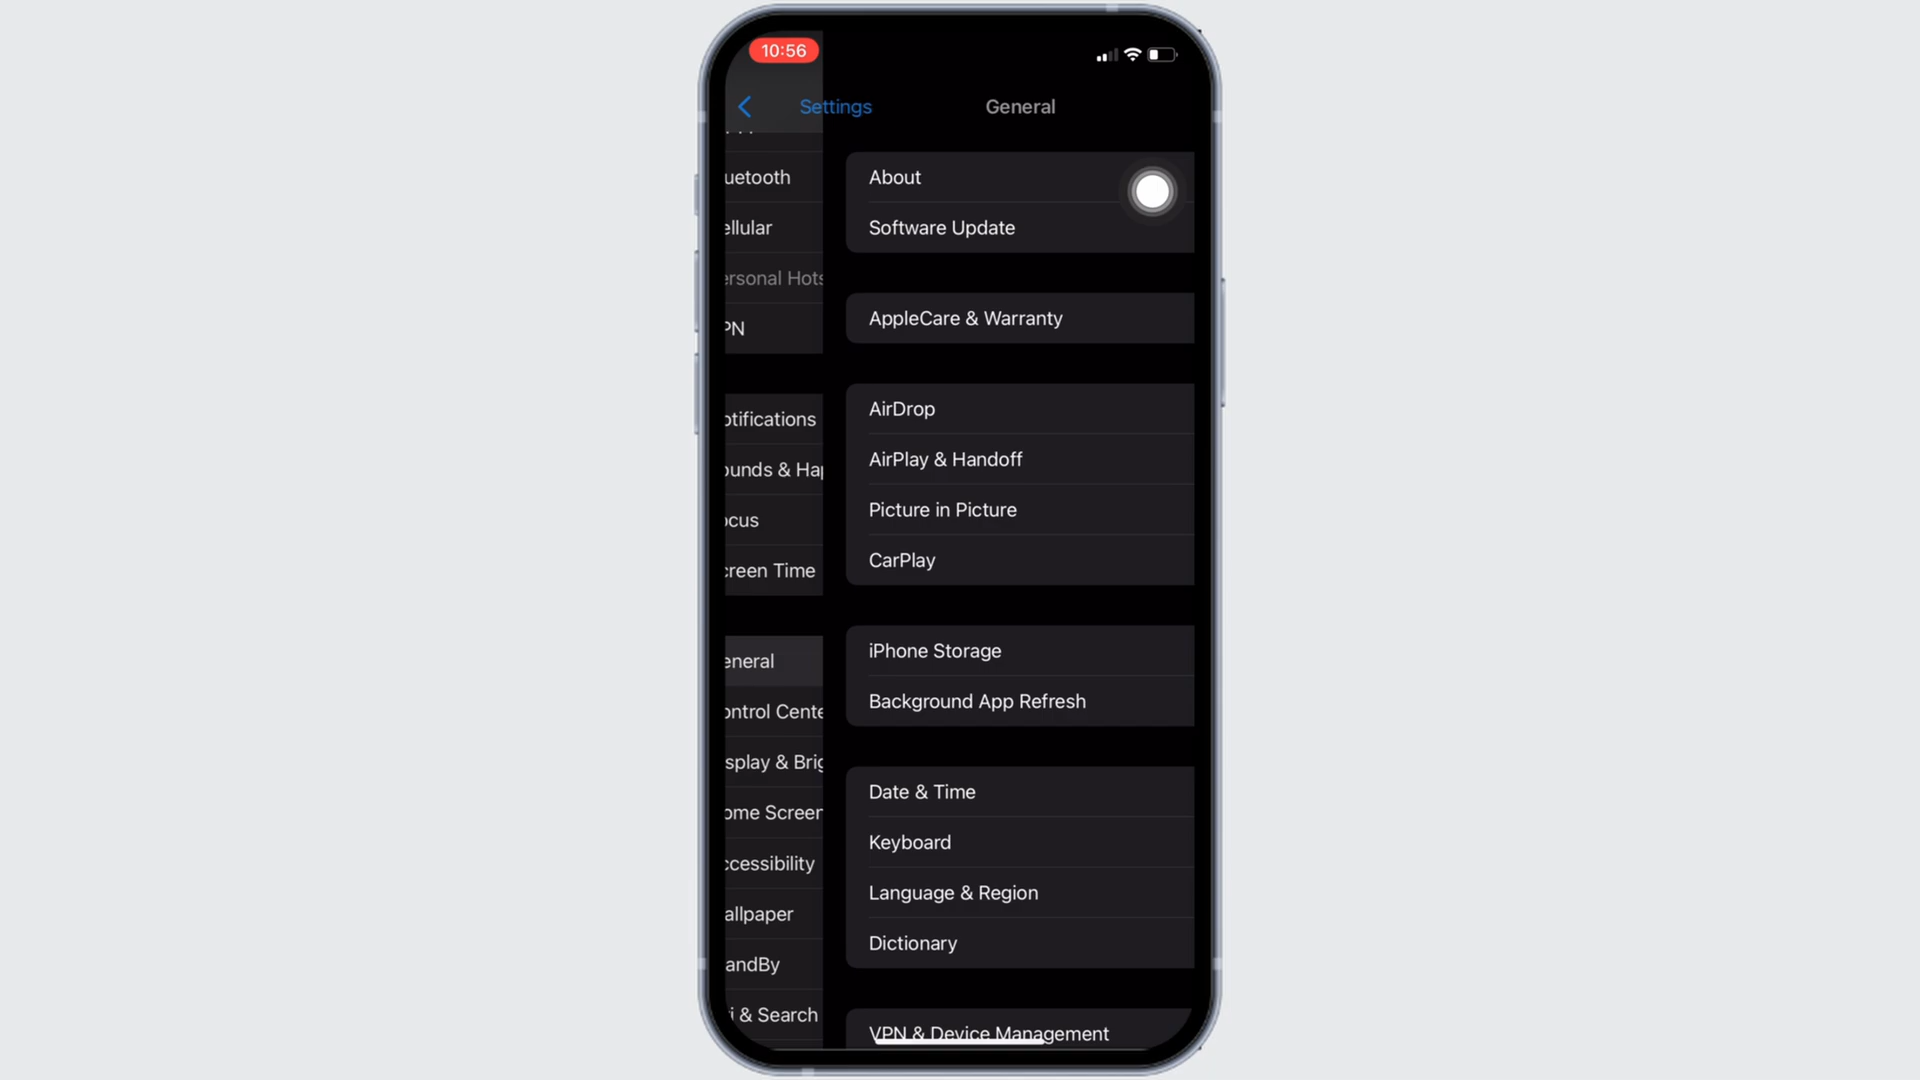 10:56
Settings
General
uetooth
ellular
ersonal Hots
PN
otifications
ounds & Hap
ocus
creen Time
eneral
ontrol Cente
splay & Brig
ome Screen
ccessibility
allpaper
andBy
i & Search
About
Software Update
AppleCare & Warranty
AirDrop
AirPlay & Handoff
Picture in Picture
CarPlay
iPhone Storage
Background App Refresh
Date & Time
Keyboard
Language & Region
Dictionary
VPN & Device Management